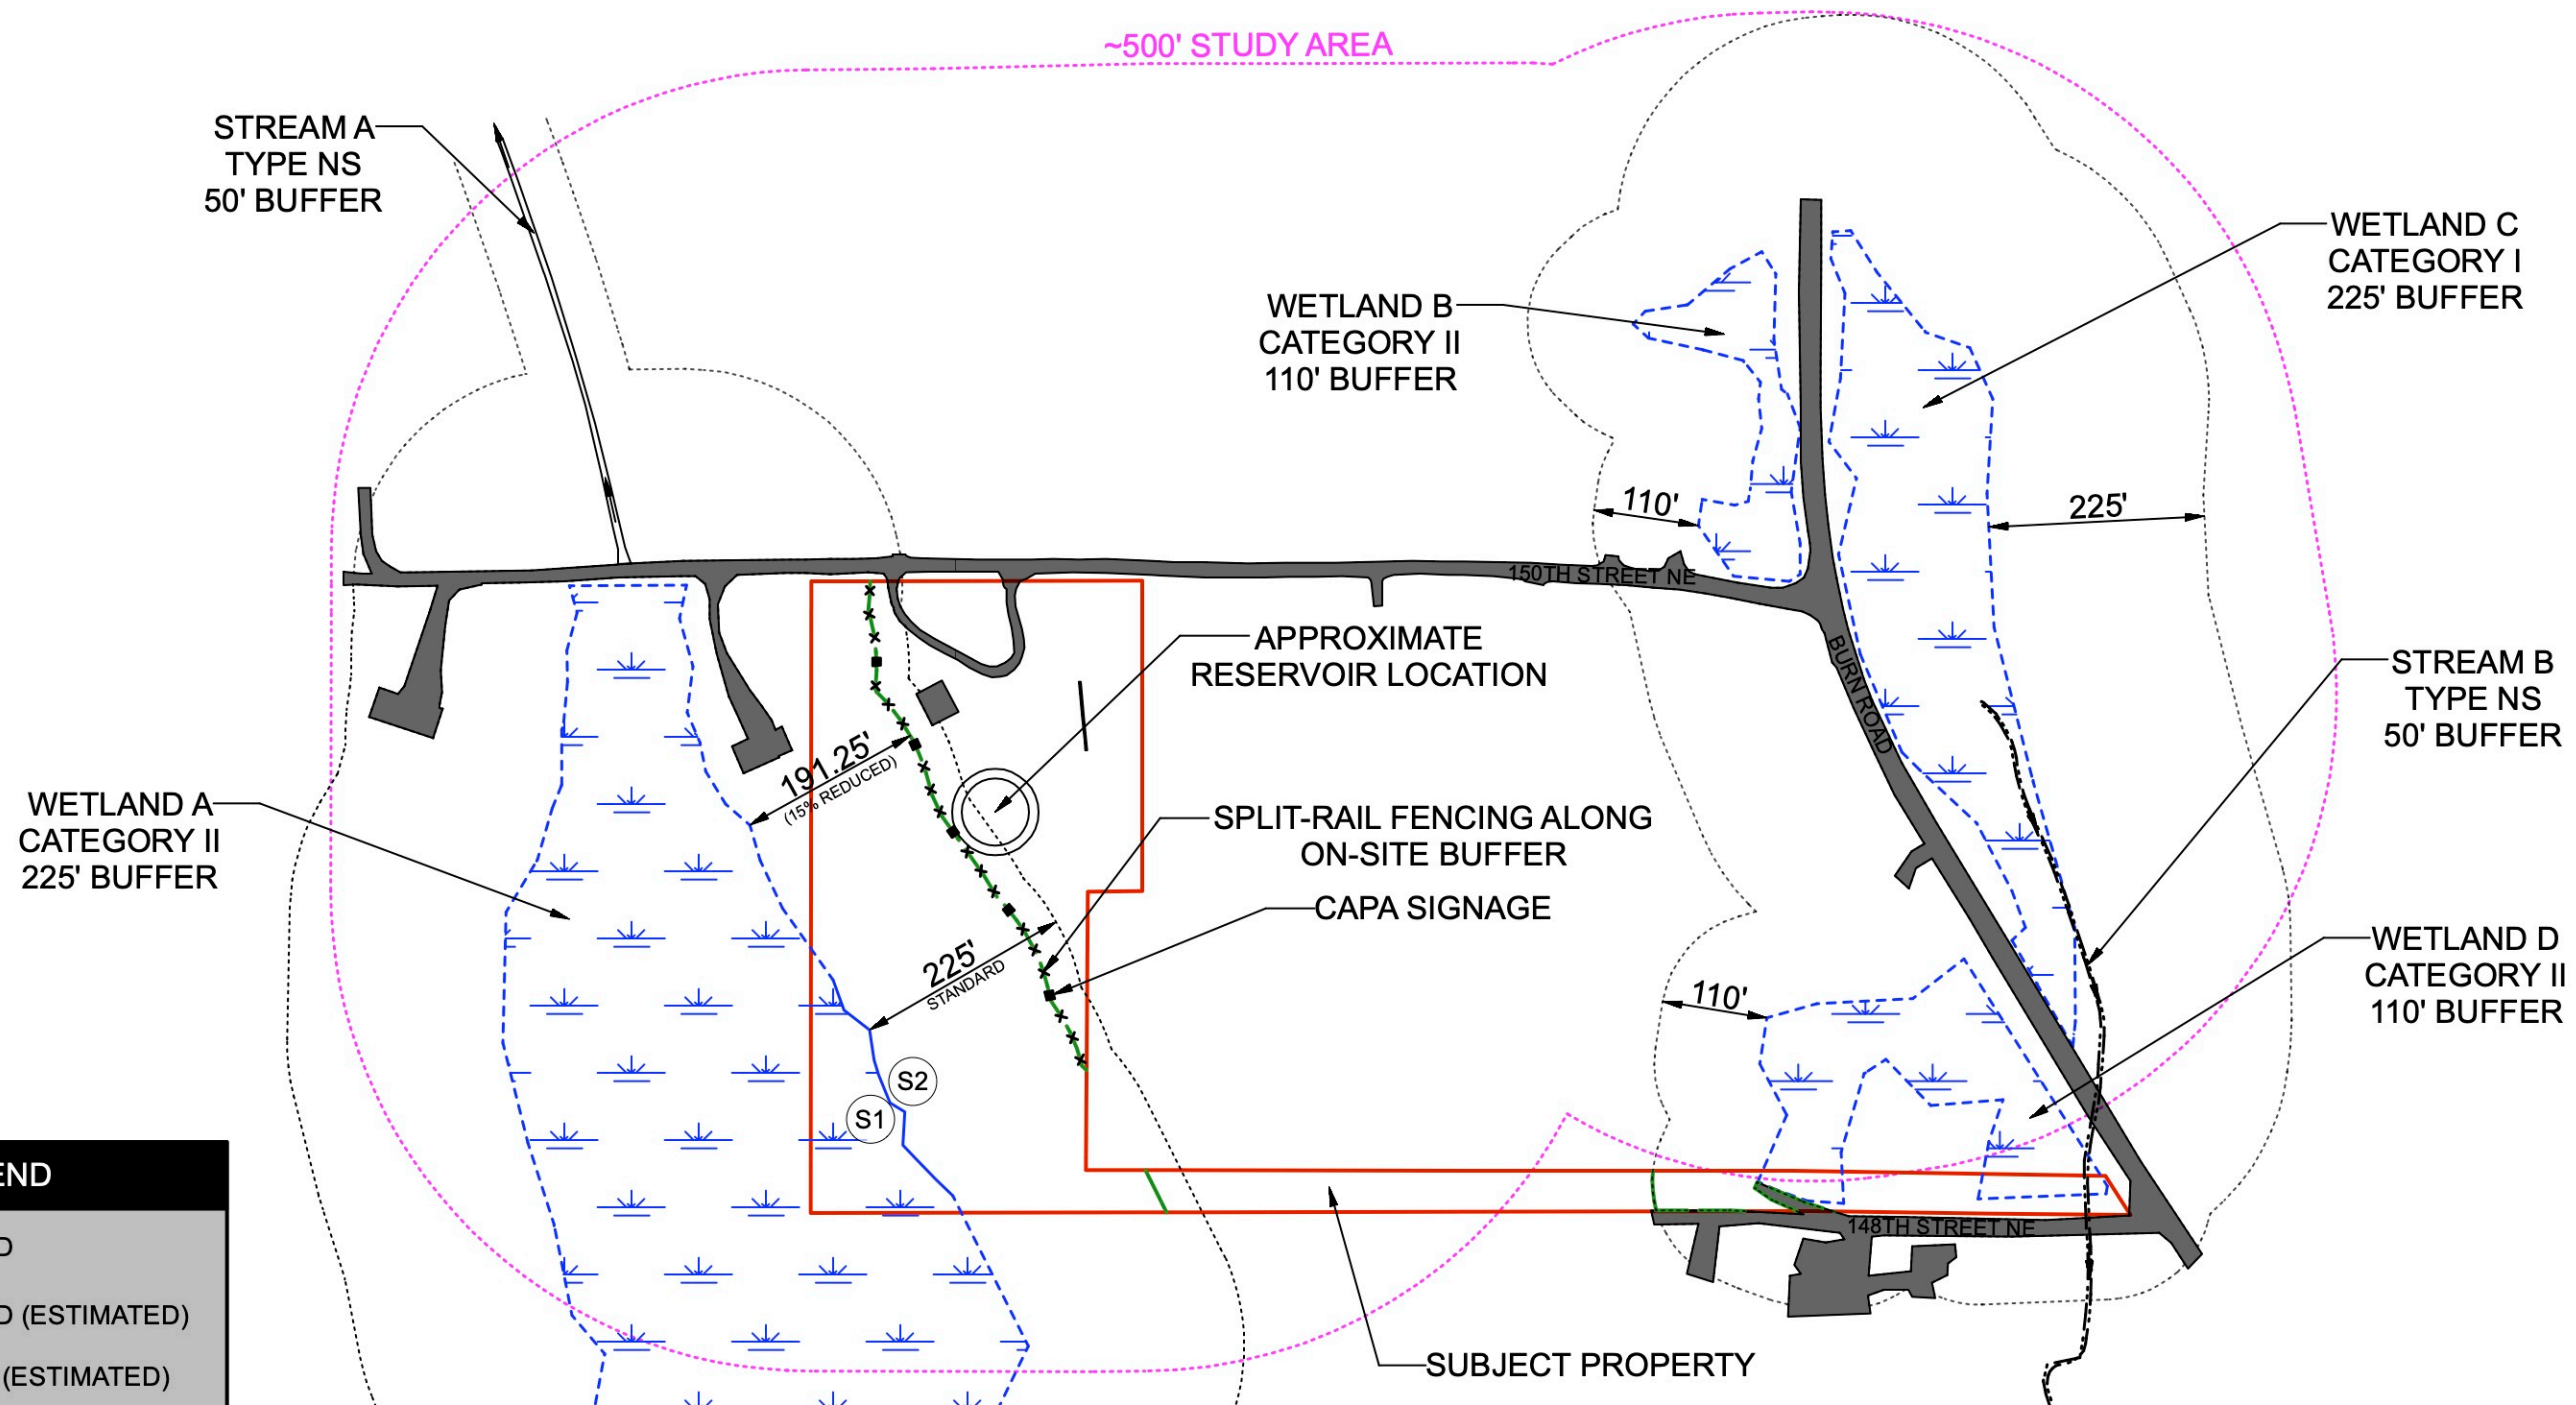 ~500' STUDY AREA
STREAM A
TYPE NS
50' BUFFER
WETLAND B
CATEGORY II
110' BUFFER
WETLAND C
CATEGORY I
225' BUFFER
110'
225'
150TH STREET NE
BURN ROAD
APPROXIMATE
RESERVOIR LOCATION
STREAM B
TYPE NS
50' BUFFER
191.25'
(15% REDUCED)
WETLAND A
CATEGORY II
225' BUFFER
SPLIT-RAIL FENCING ALONG
ON-SITE BUFFER
CAPA SIGNAGE
225'
STANDARD
WETLAND D
CATEGORY II
110' BUFFER
110'
S2
S1
END
D
148TH STREET NE
D (ESTIMATED)
(ESTIMATED)
SUBJECT PROPERTY